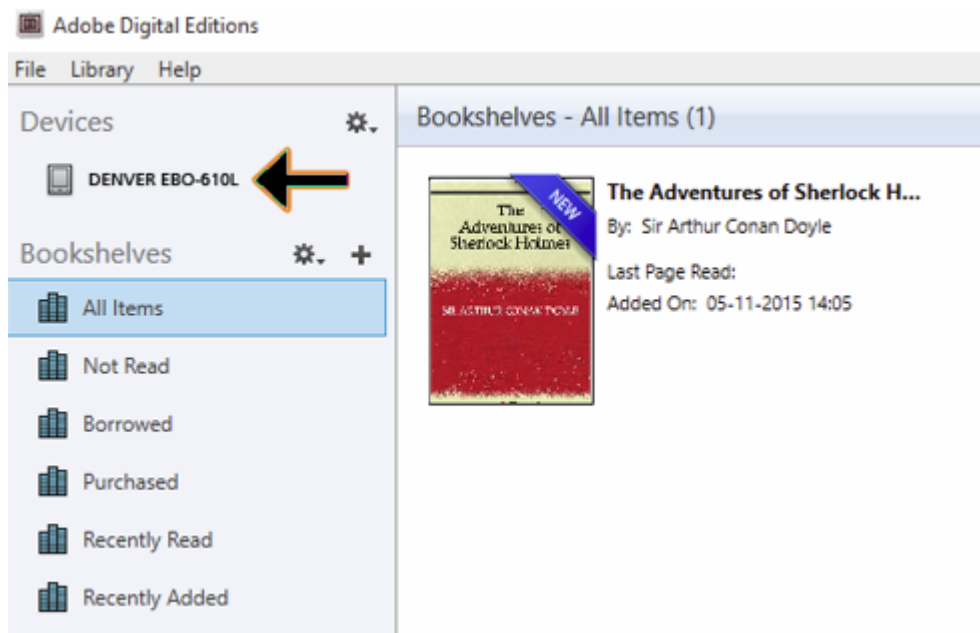 Adobe Digital Editions
File Library Help
Devices
DENVER EBO-610L
Bookshelves
All Items
Not Read
Borrowed
Purchased
Recently Read
Recently Added
Bookshelves - All Items (1)
NEW
The
Adventures of
Sherlock Holmes
SIR ARTHUR CONAN DOYLE
The Adventures of Sherlock H...
By: Sir Arthur Conan Doyle
Last Page Read:
Added On: 05-11-2015 14:05